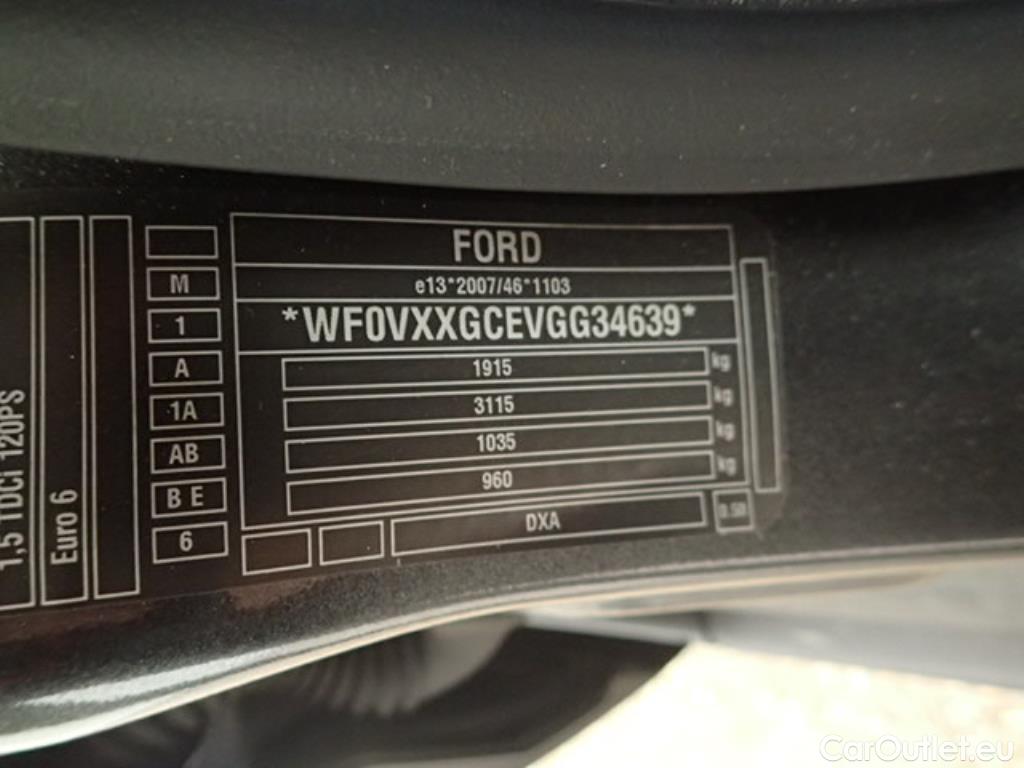 1,5 TDCi 120PS
Euro 6
M
1
A
1A
AB
B E
6
FORD
e13*2007/46*1103
*WF0VXXGCEVGG34639*
1915 kg
3115 kg
1035 kg
960 kg
DXA
CarOutlet.eu